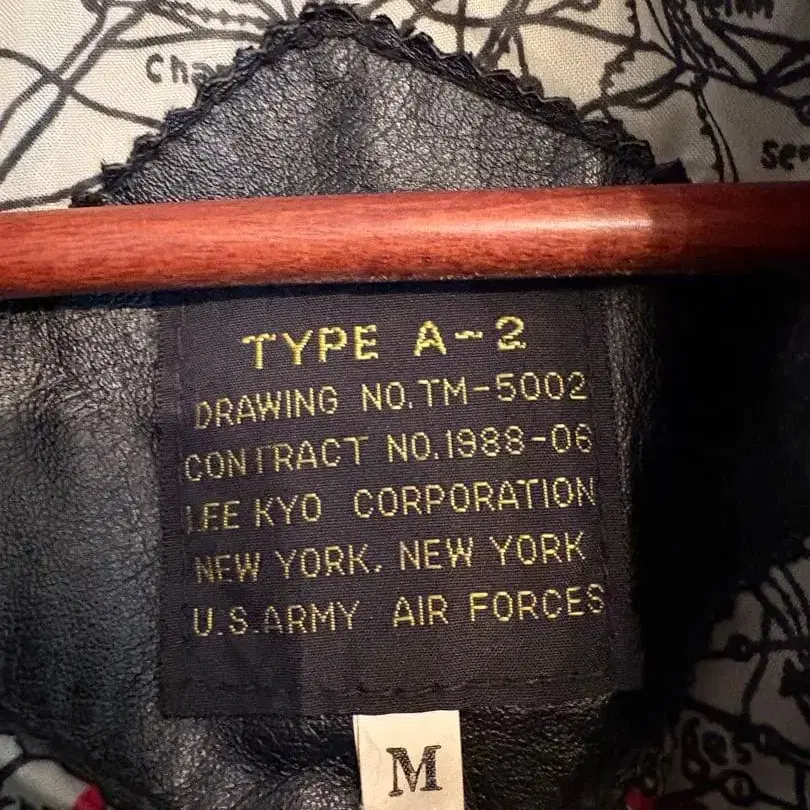 Cha
TYPE A-2
DRAWING NO.TM-5002
CONTRACT NO.1988-06
LEE KYO CORPORATION
NEW YORK. NEW YORK
U.S.ARMY AIR FORCES
M